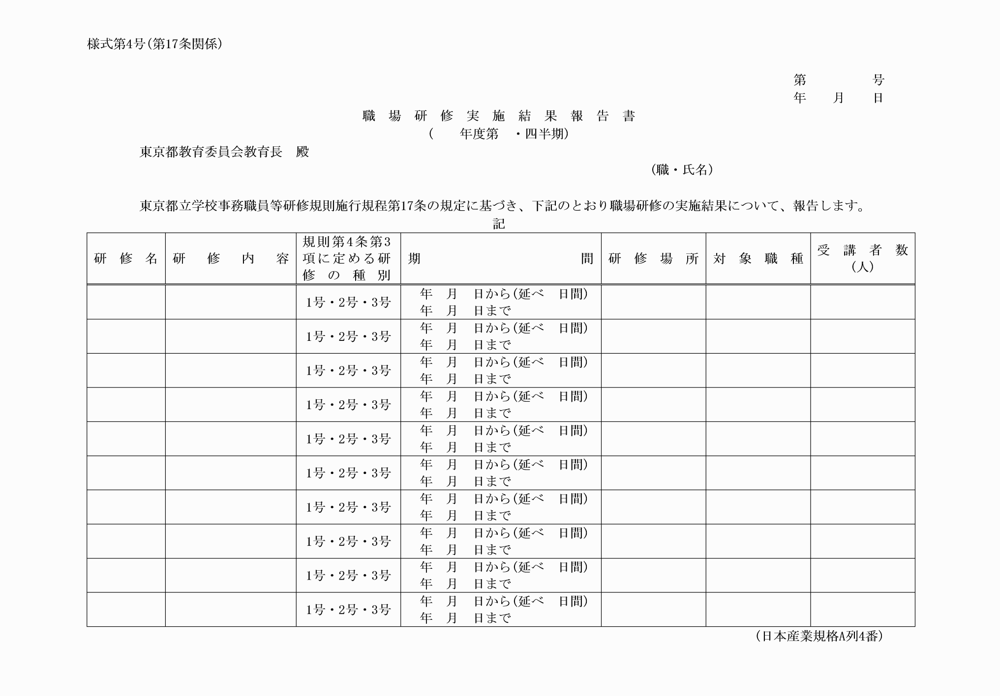 様式第4号(第17条関係)
第　　　　　号
年　　月　　日
職　場　研　修　実　施　結　果　報　告　書
(　　年度第　・四半期)
東京都教育委員会教育長　殿
(職・氏名)
東京都立学校事務職員等研修規則施行規程第17条の規定に基づき、下記のとおり職場研修の実施結果について、報告します。
記
研　修　名
研　修　内　容
規則第4条第3
項に定める研
修　の　種　別
期　　　　　間
研　修　場　所
対　象　職　種
受　講　者　数
(人)
1号・2号・3号
年　月　日から(延べ　日間)
年　月　日まで
1号・2号・3号
年　月　日から(延べ　日間)
年　月　日まで
1号・2号・3号
年　月　日から(延べ　日間)
年　月　日まで
1号・2号・3号
年　月　日から(延べ　日間)
年　月　日まで
1号・2号・3号
年　月　日から(延べ　日間)
年　月　日まで
1号・2号・3号
年　月　日から(延べ　日間)
年　月　日まで
1号・2号・3号
年　月　日から(延べ　日間)
年　月　日まで
1号・2号・3号
年　月　日から(延べ　日間)
年　月　日まで
1号・2号・3号
年　月　日から(延べ　日間)
年　月　日まで
1号・2号・3号
年　月　日から(延べ　日間)
年　月　日まで
(日本産業規格A列4番)